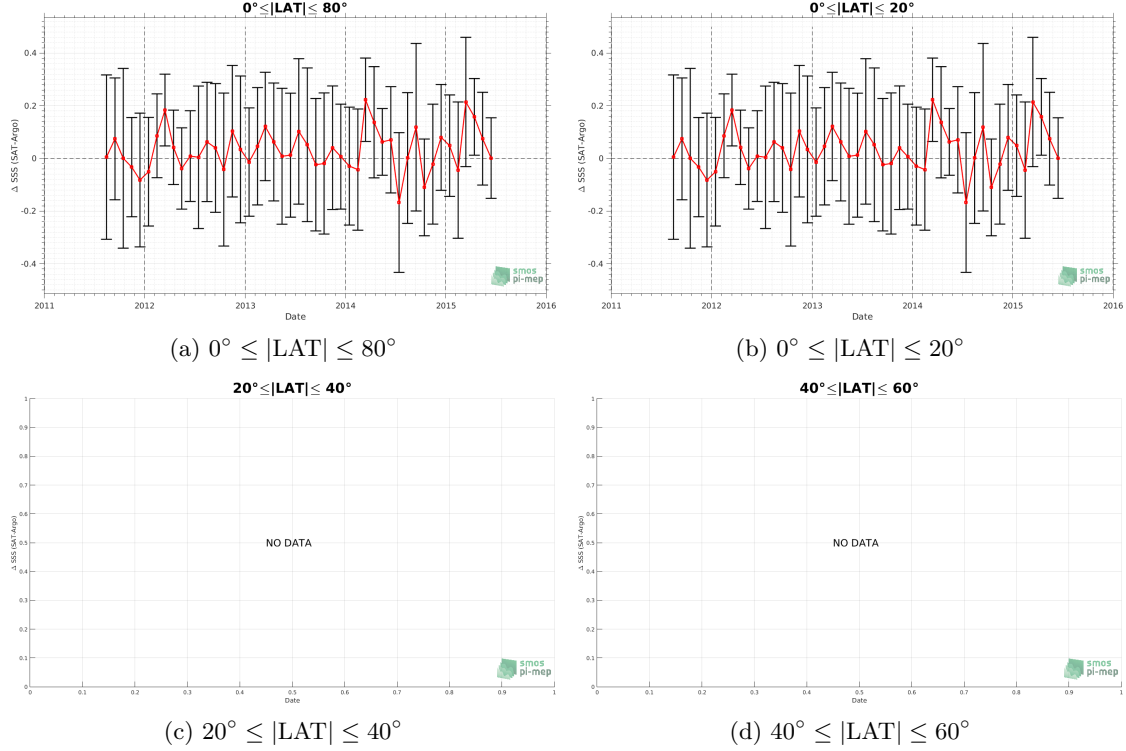 0°≤|LAT|≤ 80°
Δ SSS (SAT-Argo)
0.4
0.2
0
-0.2
-0.4
2011 2012 2013 2014 2015 2016
Date
smos
pi-mep
(a) 0° ≤ |LAT| ≤ 80°
0°≤|LAT|≤ 20°
Δ SSS (SAT-Argo)
0.4
0.2
0
-0.2
-0.4
2011 2012 2013 2014 2015 2016
Date
smos
pi-mep
(b) 0° ≤ |LAT| ≤ 20°
20°≤|LAT|≤ 40°
Δ SSS (SAT-Argo)
1
0.9
0.8
0.7
0.6
0.5
0.4
0.3
0.2
0.1
0
NO DATA
0 0.1 0.2 0.3 0.4 0.5 0.6 0.7 0.8 0.9 1
Date
smos
pi-mep
(c) 20° ≤ |LAT| ≤ 40°
40°≤|LAT|≤ 60°
Δ SSS (SAT-Argo)
1
0.9
0.8
0.7
0.6
0.5
0.4
0.3
0.2
0.1
0
NO DATA
0 0.1 0.2 0.3 0.4 0.5 0.6 0.7 0.8 0.9 1
Date
smos
pi-mep
(d) 40° ≤ |LAT| ≤ 60°